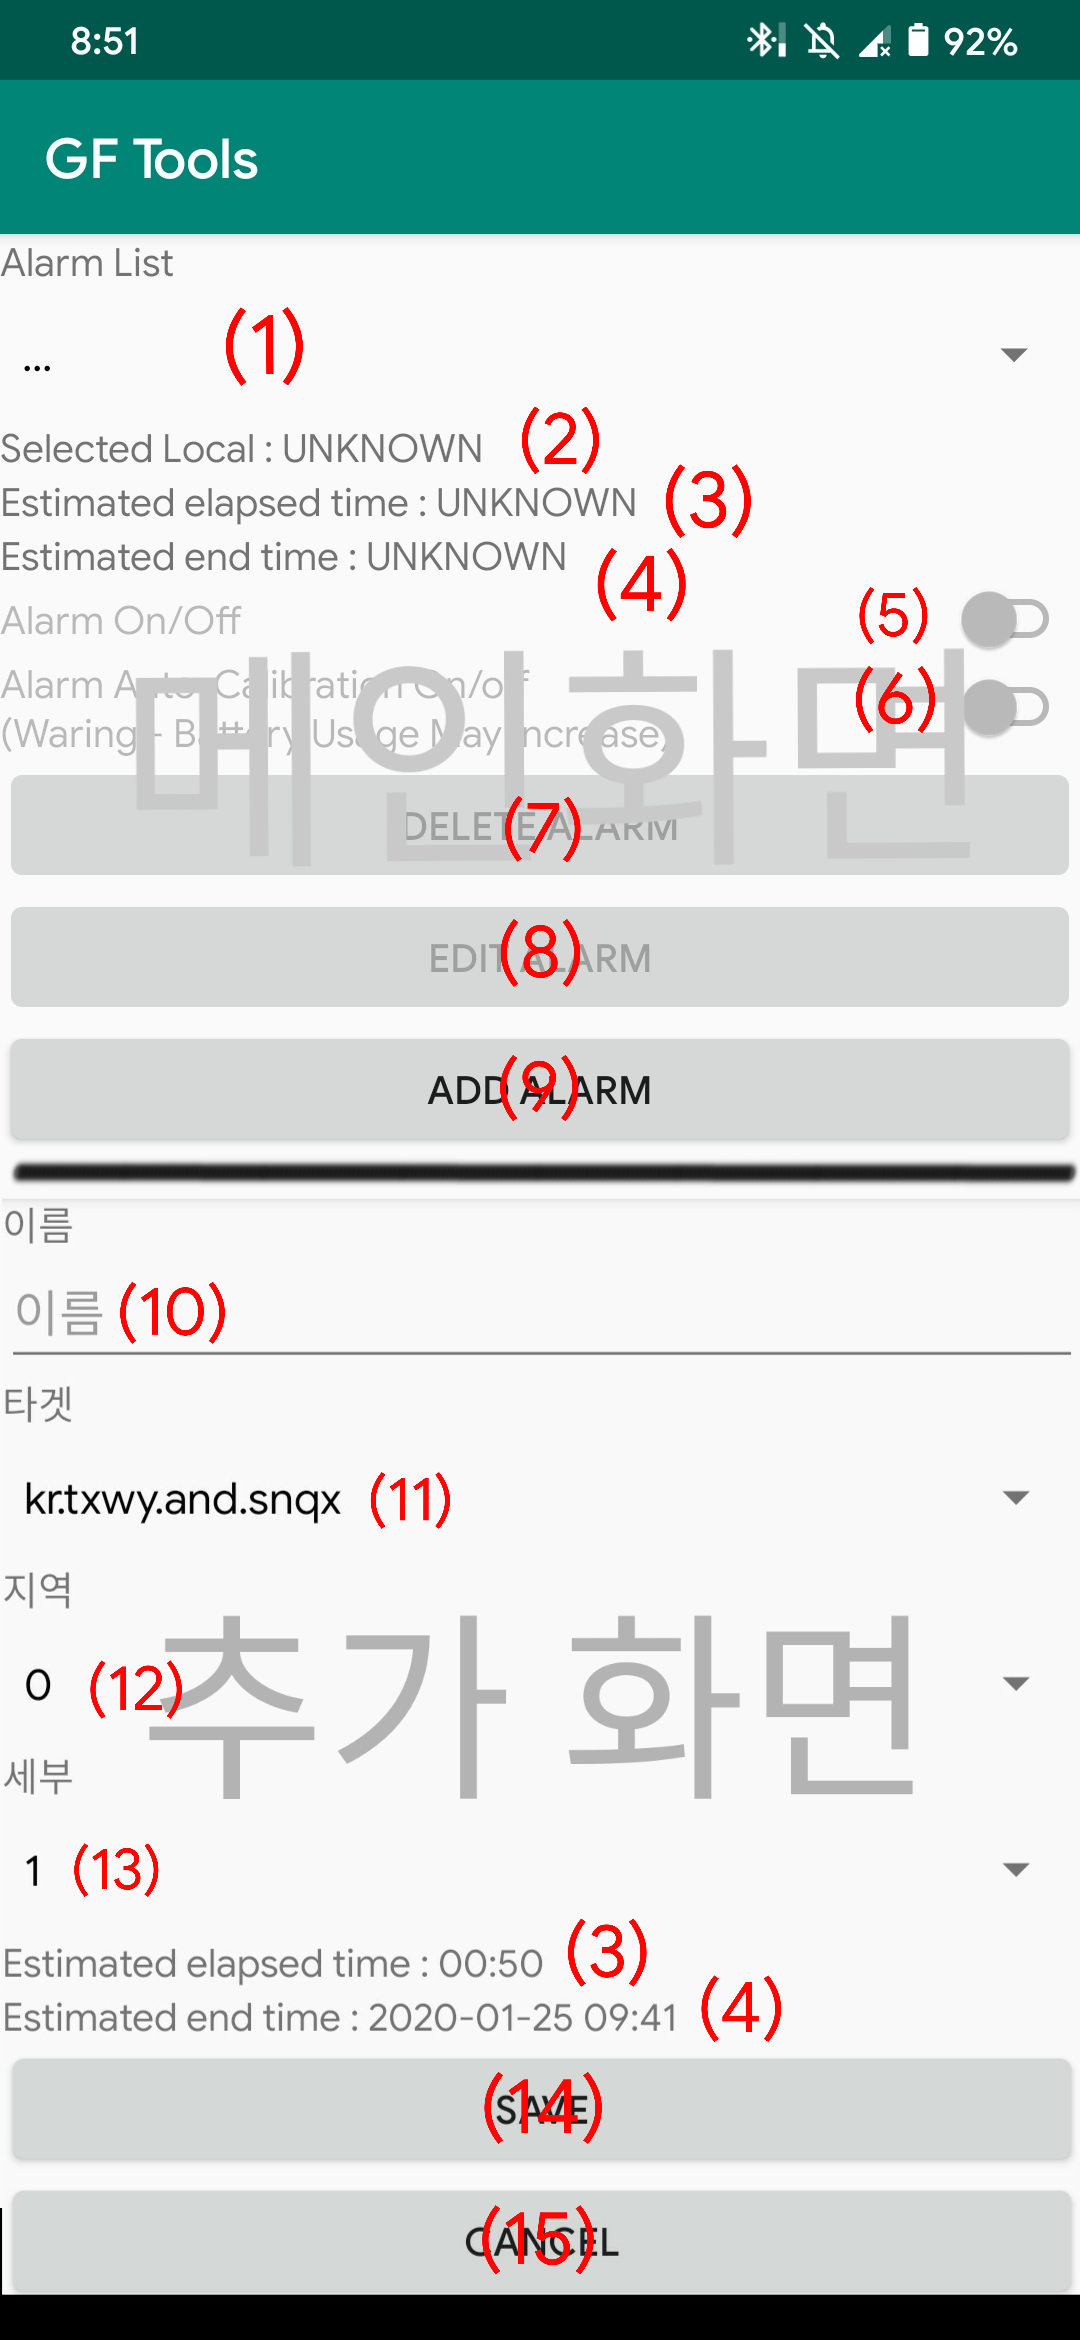 8:51 92%
GF Tools
Alarm List
... (1)
Selected Local : UNKNOWN (2)
Estimated elapsed time : UNKNOWN (3)
Estimated end time : UNKNOWN (4)
Alarm On/Off (5)
Alarm Auto Calibration On/off (6)
(Waring - Battery Usage May Increase)
메인화면
DELETE ALARM (7)
EDIT ALARM (8)
ADD ALARM (9)
이름
이름 (10)
타겟
kr.txwy.and.snqx (11)
지역
0 (12)
추가 화면
세부
1 (13)
Estimated elapsed time : 00:50 (3)
Estimated end time : 2020-01-25 09:41 (4)
SAVE (14)
CANCEL (15)